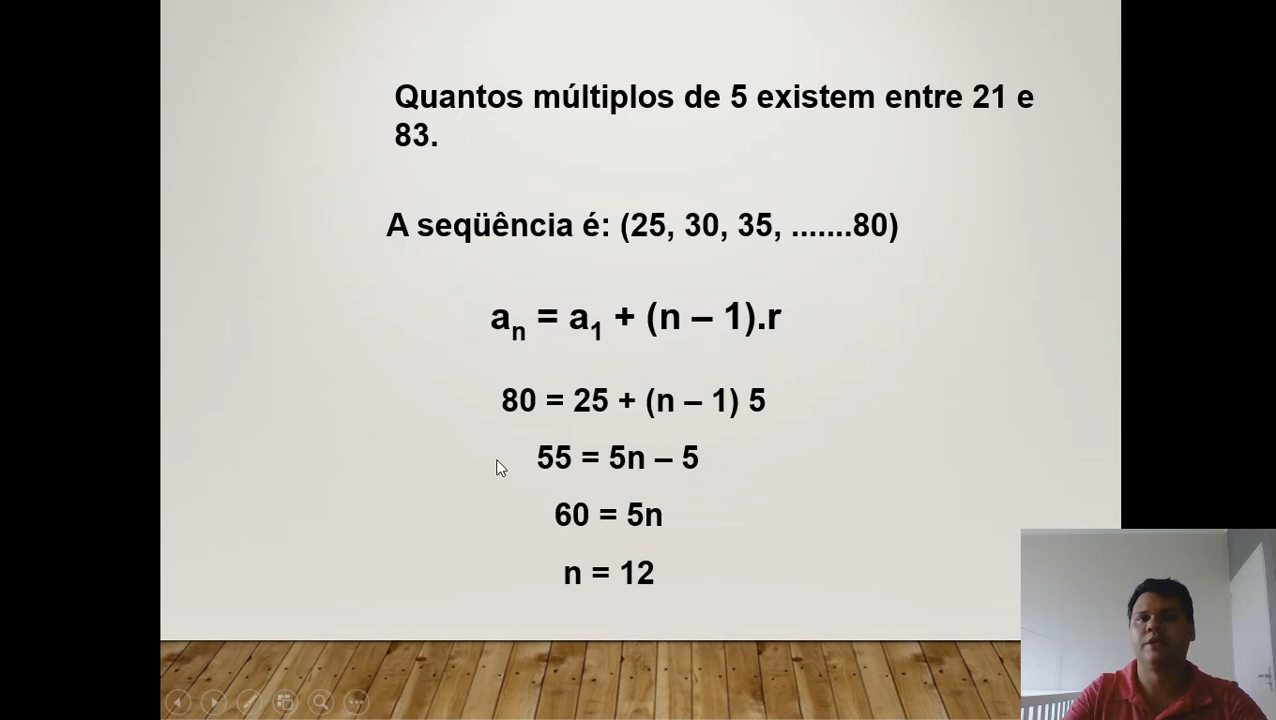 Quantos múltiplos de 5 existem entre 21 e
83.
A seqüência é: (25, 30, 35, .......80)
aₙ = a₁ + (n – 1).r
80 = 25 + (n – 1) 5
55 = 5n – 5
60 = 5n
n = 12